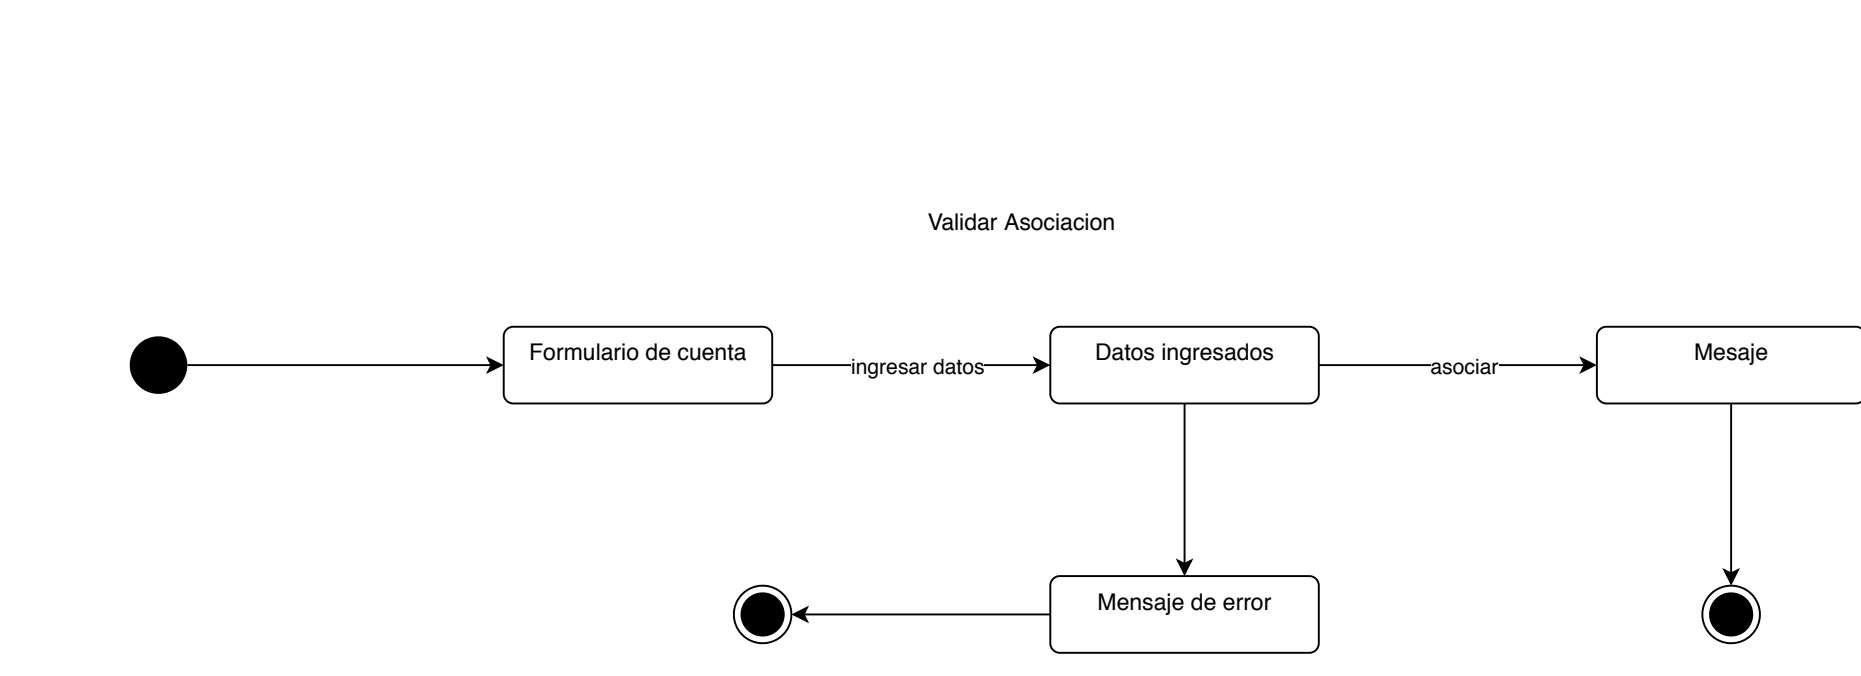 Validar Asociacion
Formulario de cuenta
ingresar datos
Datos ingresados
asociar
Mesaje
Mensaje de error